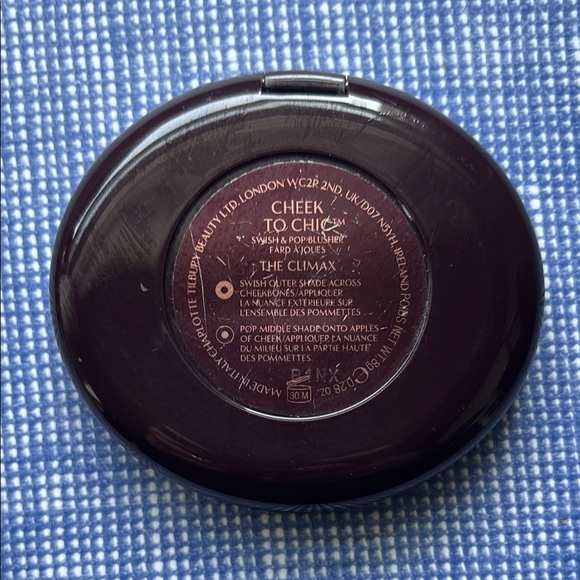 CHEEK
TO CHIC™
SWISH & POP BLUSHER
FARD À JOUES
THE CLIMAX
SWISH OUTER SHADE ACROSS
CHEEKBONES/APPLIQUER
LA NUANCE EXTÉRIEURE SUR
L'ENSEMBLE DES POMMETTES
POP MIDDLE SHADE ONTO APPLES
OF CHEEK/APPLIQUER LA NUANCE
DU MILIEU SUR LA PARTIE HAUTE
DES POMMETTES.
30 M
MADE IN ITALY CHARLOTTE TILBURY BEAUTY LTD. LONDON WC2R 2ND, UK/D07 N5YH, IRELAND POIDS NET WT 8g ℮ 0.28 OZ.